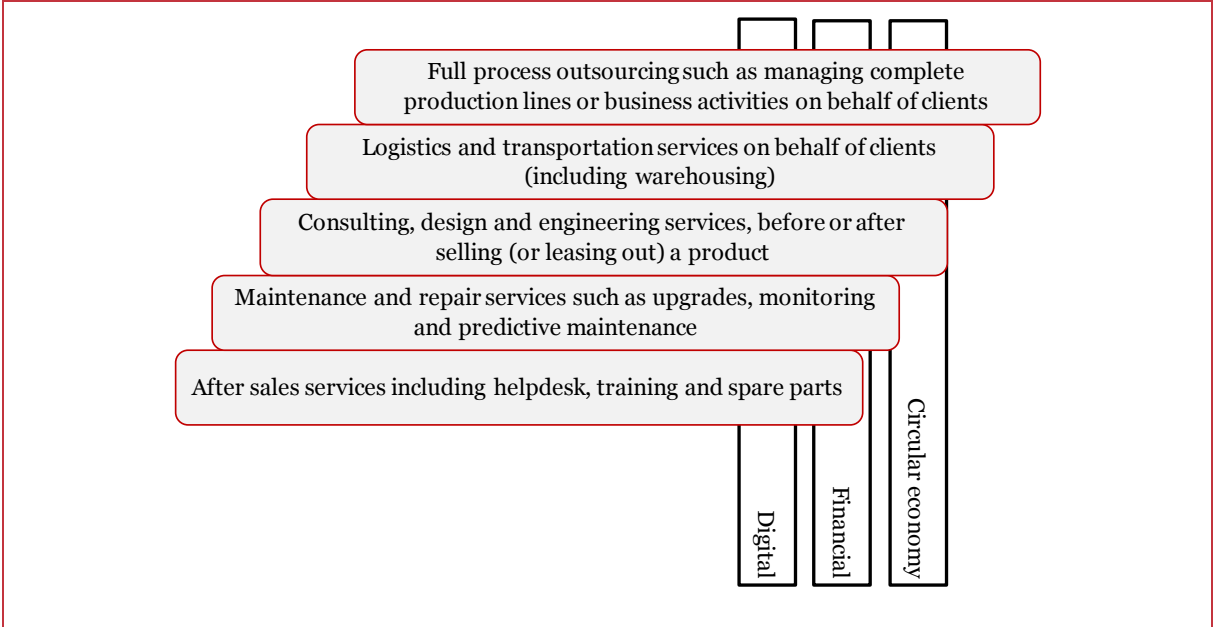 Full process outsourcing such as managing complete
production lines or business activities on behalf of clients
Logistics and transportation services on behalf of clients
(including warehousing)
Consulting, design and engineering services, before or after
selling (or leasing out) a product
Maintenance and repair services such as upgrades, monitoring
and predictive maintenance
After sales services including helpdesk, training and spare parts
Digital
Financial
Circular economy